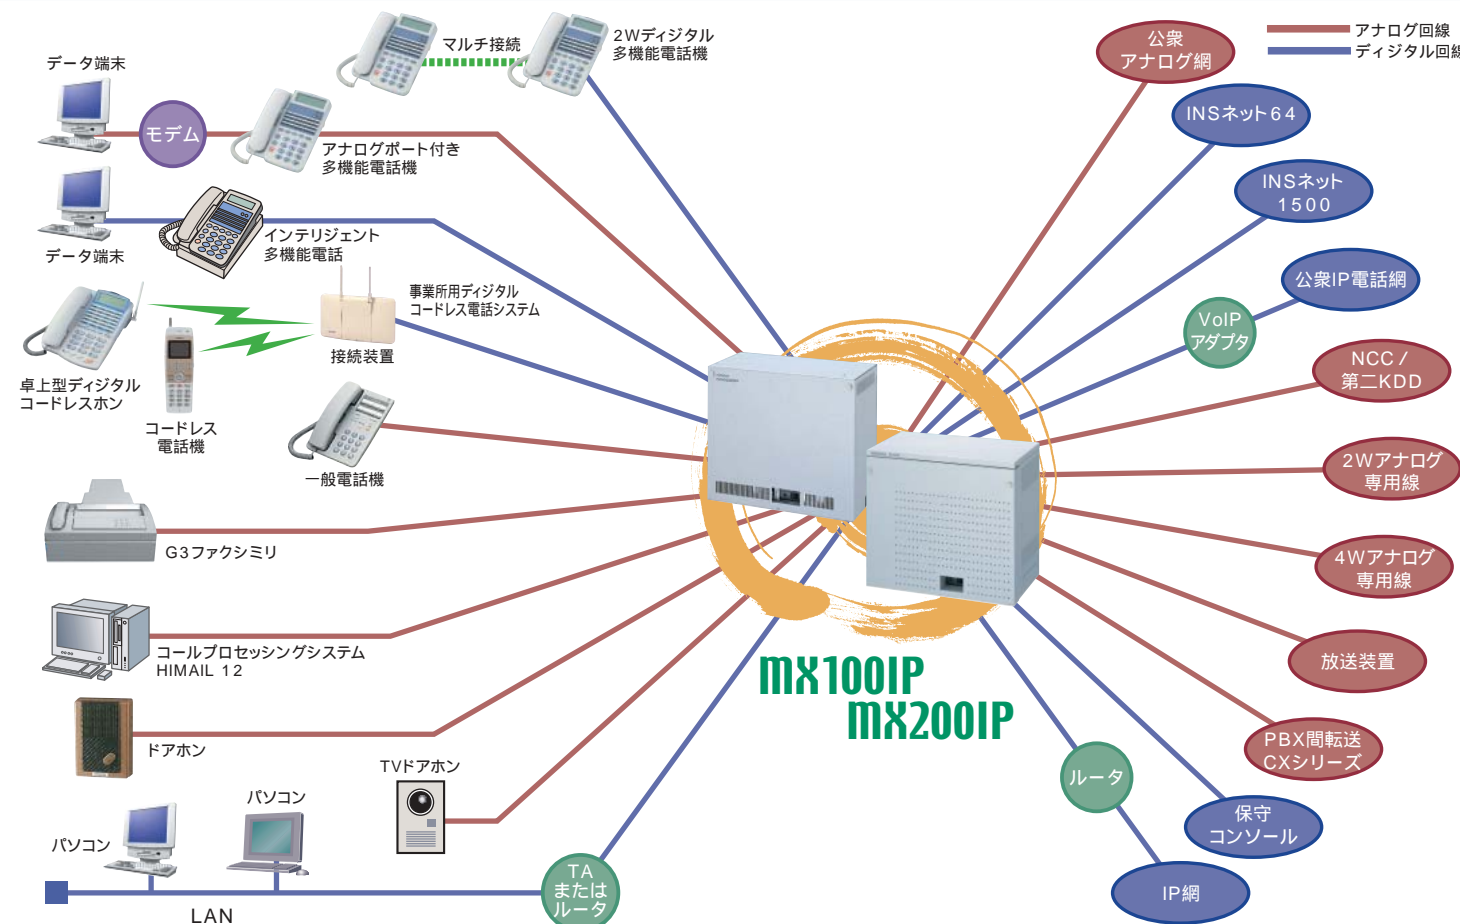 アナログ回線
ディジタル回線
マルチ接続
2Wディジタル
多機能電話機
データ端末
モデム
アナログポート付き
多機能電話機
データ端末
インテリジェント
多機能電話
卓上型ディジタル
コードレスホン
コードレス
電話機
接続装置
事業所用ディジタル
コードレス電話システム
一般電話機
G3ファクシミリ
コールプロセッシングシステム
HIMAIL 12
ドアホン
TVドアホン
パソコン
パソコン
LAN
TA
または
ルータ
MX100IP
MX200IP
公衆
アナログ網
INSネット64
INSネット
1500
公衆IP電話網
VoIP
アダプタ
NCC/
第二KDD
2Wアナログ
専用線
4Wアナログ
専用線
放送装置
PBX間転送
CXシリーズ
保守
コンソール
ルータ
IP網